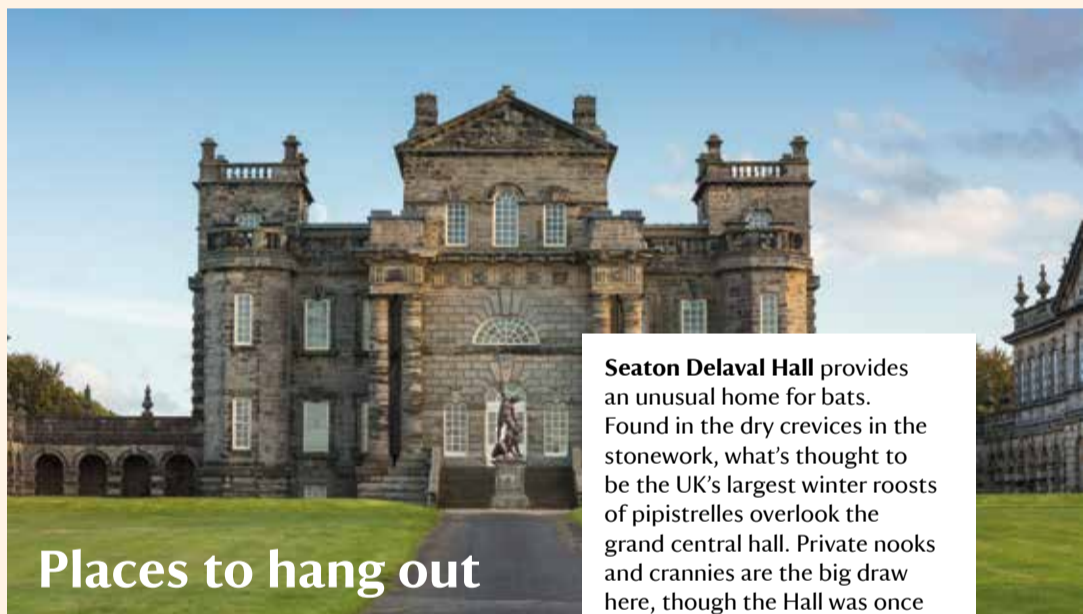 Places to hang out
Seaton Delaval Hall provides
an unusual home for bats.
Found in the dry crevices in the
stonework, what’s thought to
be the UK’s largest winter roosts
of pipistrelles overlook the
grand central hall. Private nooks
and crannies are the big draw
here, though the Hall was once